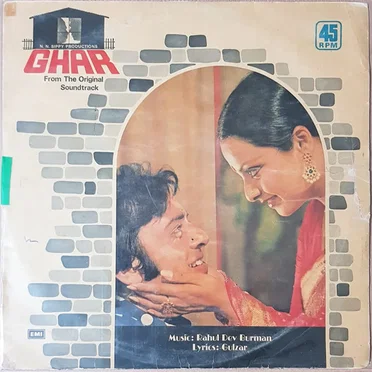 N. N. SIPPY PRODUCTIONS
GHAR
From The Original
Soundtrack
45
RPM
EMI
Music: Rahul Dev Burman
Lyrics: Gulzar